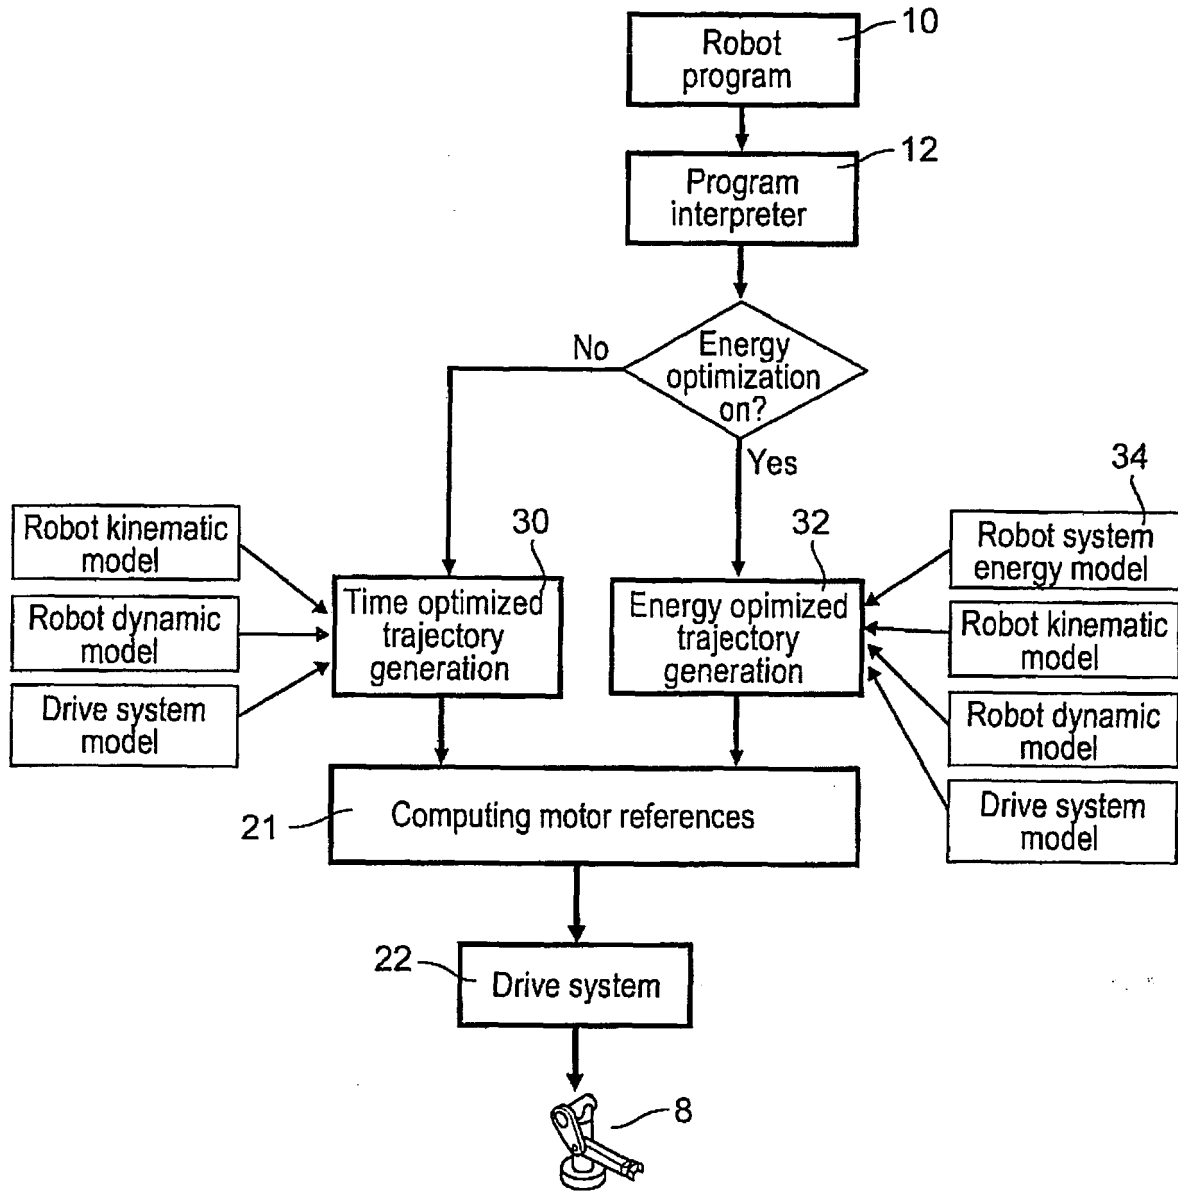 10
Robot
program
12
Program
interpreter
No
Energy
optimization
on?
Yes
34
Robot kinematic
model
Robot dynamic
model
Drive system
model
30
Time optimized
trajectory
generation
32
Energy opimized
trajectory
generation
Robot system
energy model
Robot kinematic
model
Robot dynamic
model
Drive system
model
21
Computing motor references
22
Drive system
8